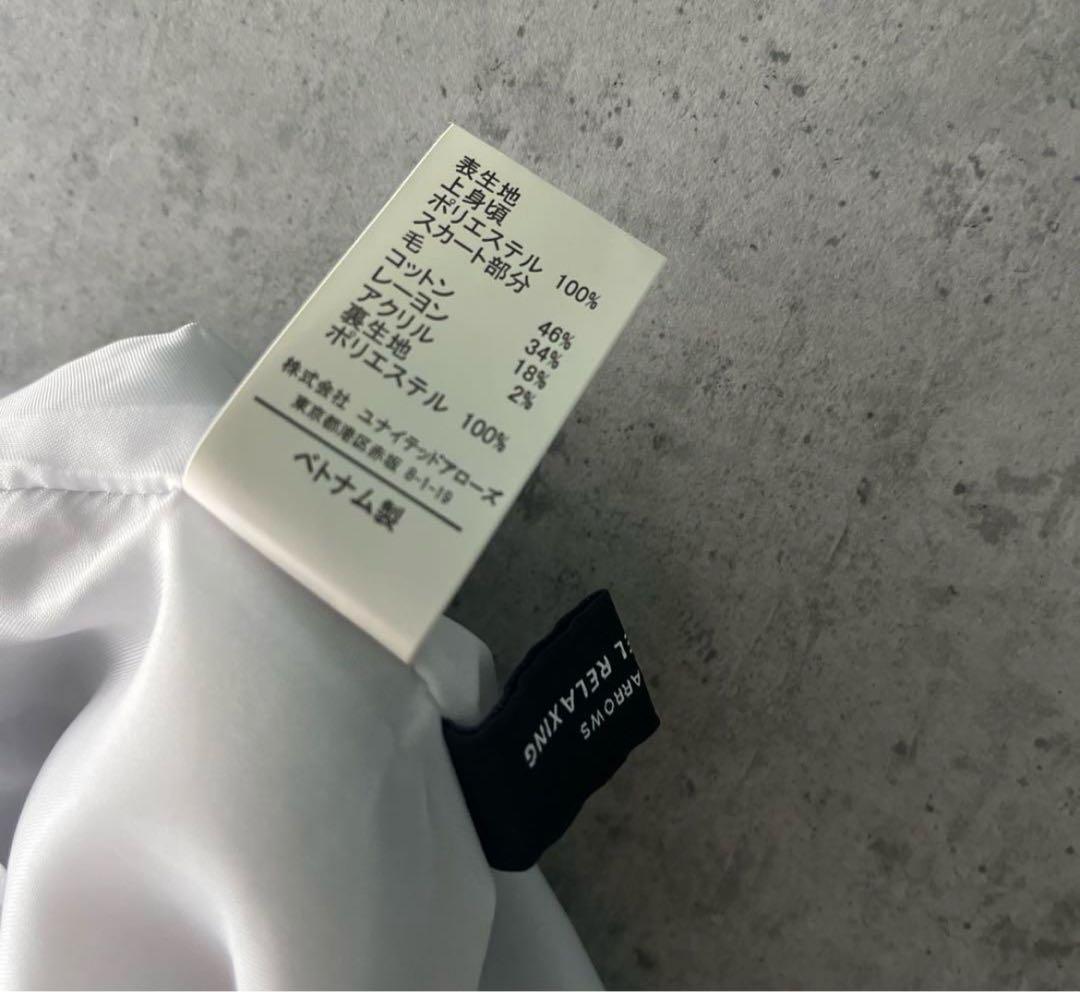 表生地
上身頃
ポリエステル 100%
スカート部分
毛 46%
コットン 34%
レーヨン 18%
アクリル 2%
裏生地
ポリエステル 100%
株式会社 ユナイテッドアローズ
東京都港区赤坂 8-1-19
ベトナム製
EL RELAXING
ARROWS